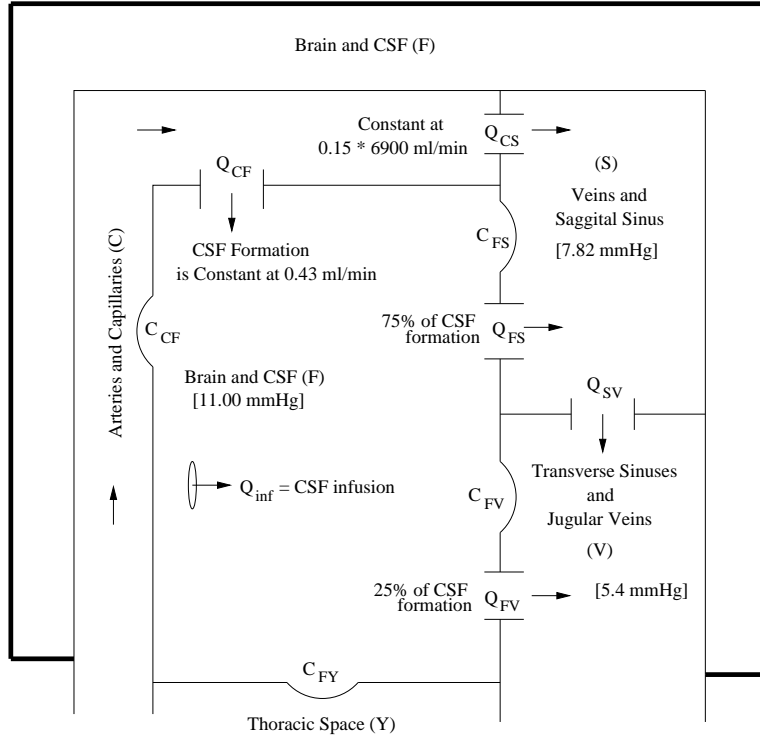 Brain and CSF (F)
Constant at
0.15 * 6900 ml/min
Q_CS
(S)
Veins and
Saggital Sinus
[7.82 mmHg]
Q_CF
CSF Formation
is Constant at 0.43 ml/min
C_FS
Arteries and Capillaries (C)
C_CF
75% of CSF
formation
Q_FS
Brain and CSF (F)
[11.00 mmHg]
Q_SV
Q_inf = CSF infusion
C_FV
Transverse Sinuses
and
Jugular Veins
(V)
[5.4 mmHg]
25% of CSF
formation
Q_FV
C_FY
Thoracic Space (Y)